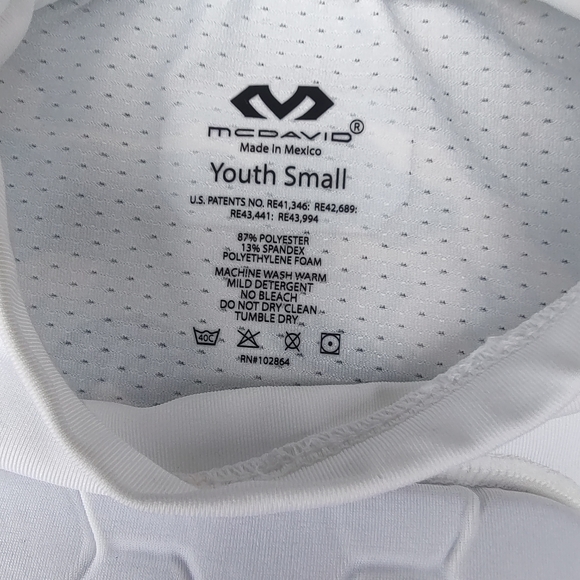 McDAVID®
Made in Mexico
Youth Small
U.S. PATENTS NO. RE41,346; RE42,689;
RE43,441; RE43,994
87% POLYESTER
13% SPANDEX
POLYETHYLENE FOAM
MACHINE WASH WARM
MILD DETERGENT
NO BLEACH
DO NOT DRY CLEAN
TUMBLE DRY
40C
RN#102864